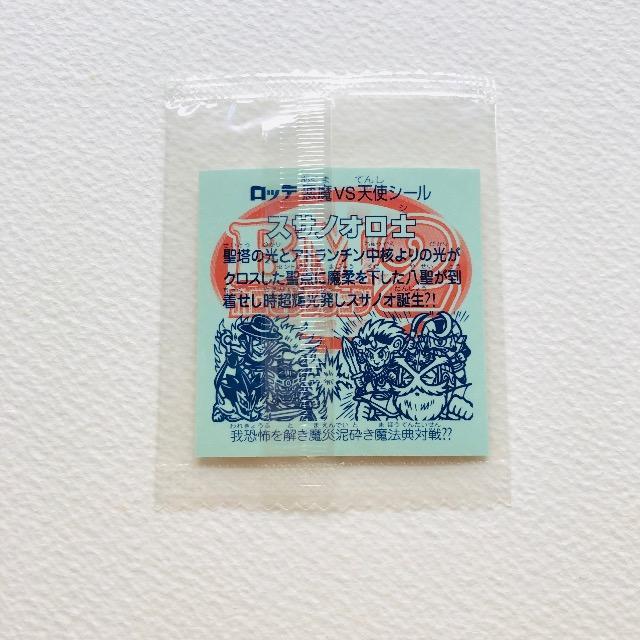 ロッテ 悪魔VS天使シール
スサノオロ士
聖塔の光とアトランチン中核よりの光が
クロスした聖点に魔柔を下した八聖が到
着せし時超輝光発しスサノオ誕生?!
我恐怖を解き魔災泥砕き魔法典対戦??